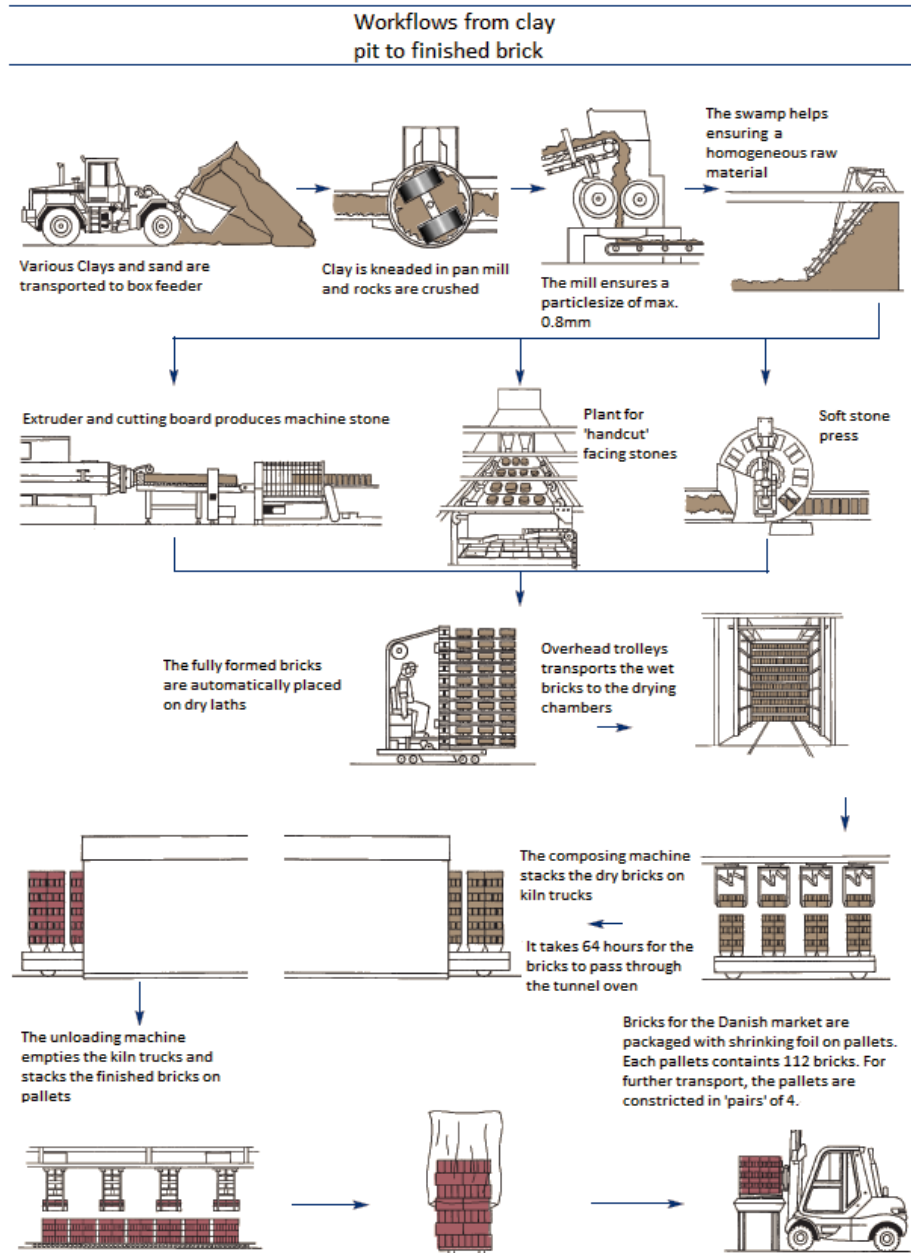 Workflows from clay
pit to finished brick
Various Clays and sand are
transported to box feeder
Clay is kneaded in pan mill
and rocks are crushed
The mill ensures a
particlesize of max.
0.8mm
The swamp helps
ensuring a
homogeneous raw
material
Extruder and cutting board produces machine stone
Plant for
'handcut'
facing stones
Soft stone
press
The fully formed bricks
are automatically placed
on dry laths
Overhead trolleys
transports the wet
bricks to the drying
chambers
The composing machine
stacks the dry bricks on
kiln trucks
It takes 64 hours for the
bricks to pass through
the tunnel oven
The unloading machine
empties the kiln trucks and
stacks the finished bricks on
pallets
Bricks for the Danish market are
packaged with shrinking foil on pallets.
Each pallets containts 112 bricks. For
further transport, the pallets are
constricted in 'pairs' of 4.